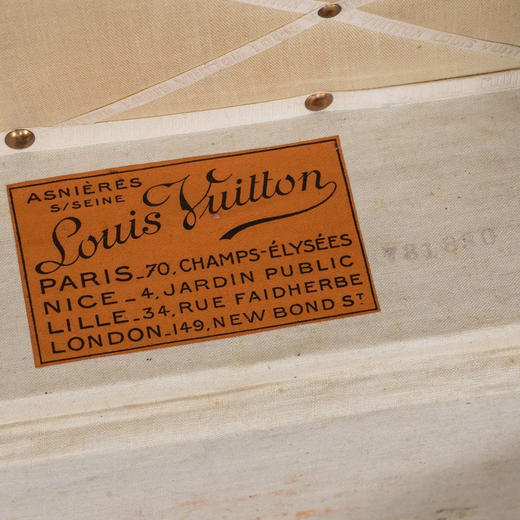 ASNIÈRES
S/SEINE
Louis Vuitton
PARIS_70, CHAMPS-ÉLYSÉES
NICE_4, JARDIN PUBLIC
LILLE_34, RUE FAIDHERBE
LONDON_149, NEW BOND ST